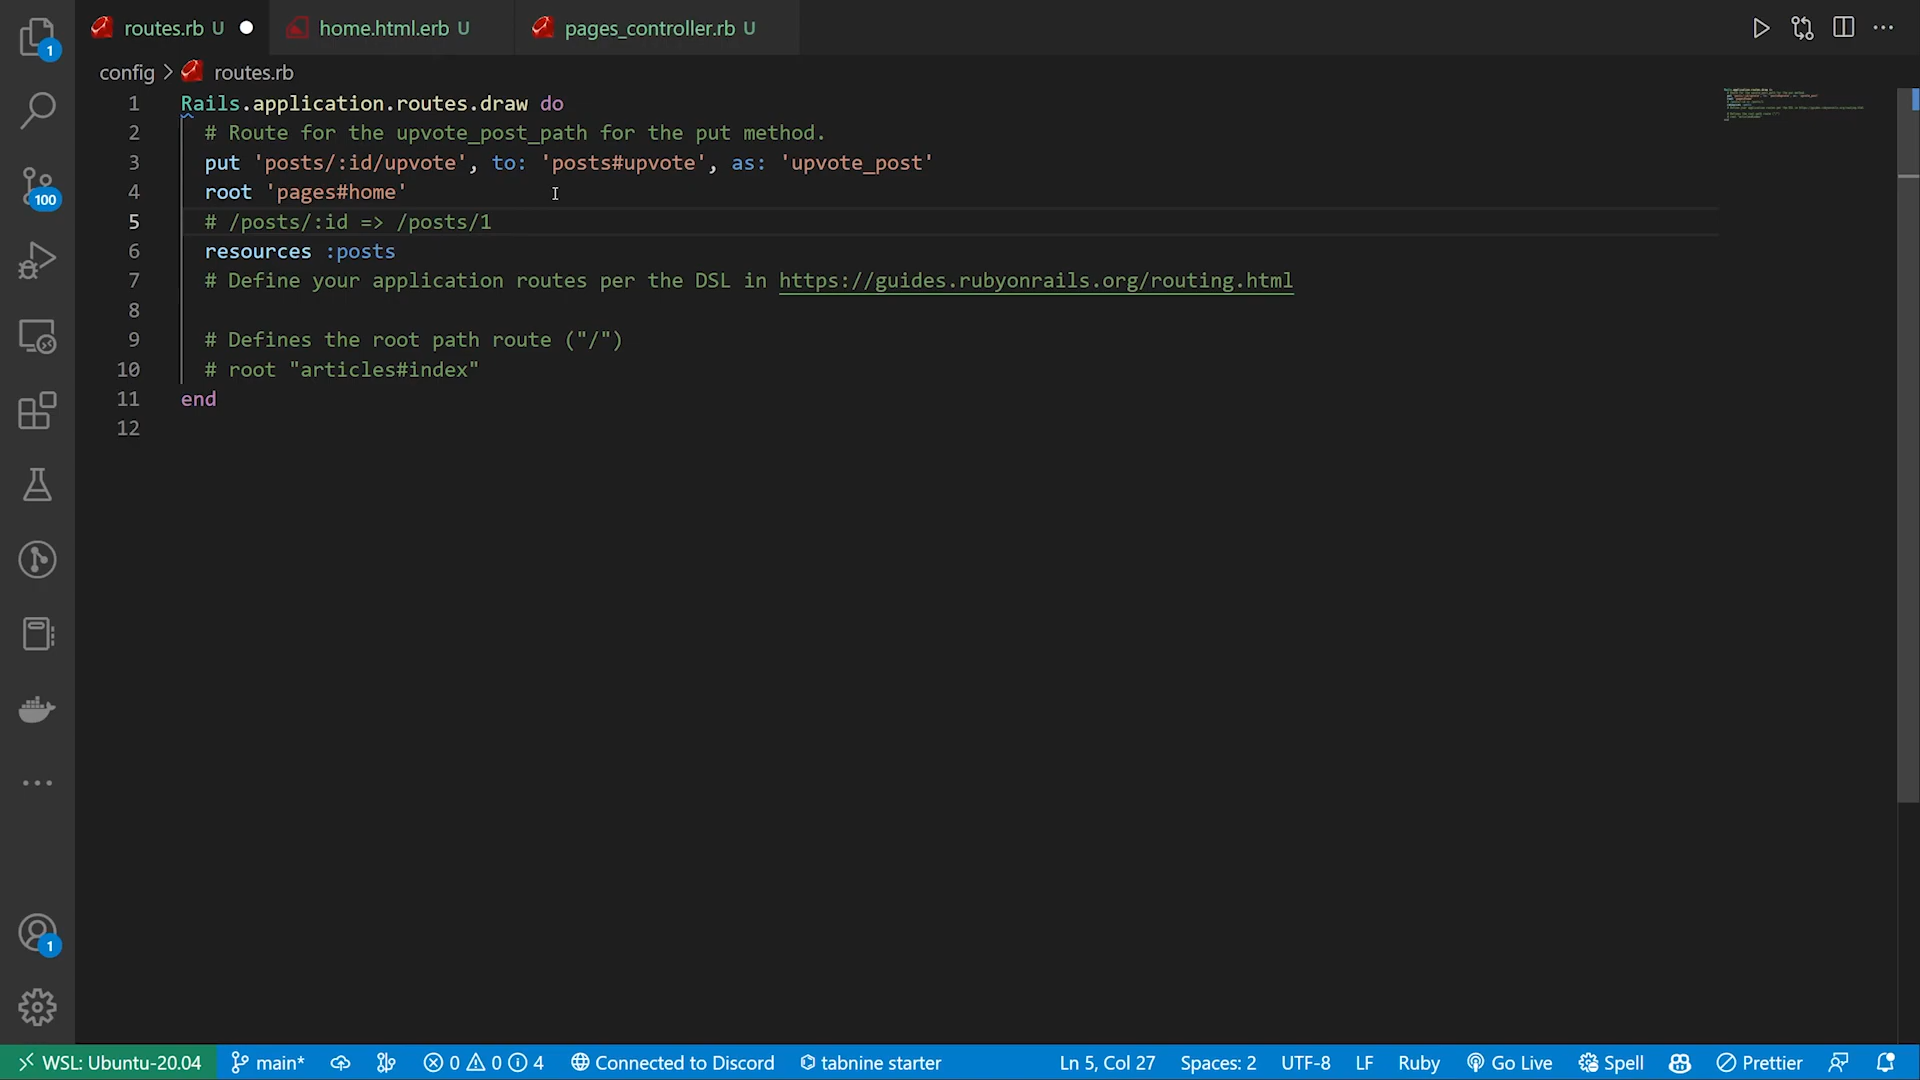 routes.rb U
home.html.erb U
pages_controller.rb U
config > routes.rb
1 Rails.application.routes.draw do
2 # Route for the upvote_post_path for the put method.
3 put 'posts/:id/upvote', to: 'posts#upvote', as: 'upvote_post'
4 root 'pages#home'
5 # /posts/:id => /posts/1
6 resources :posts
7 # Define your application routes per the DSL in https://guides.rubyonrails.org/routing.html
8
9 # Defines the root path route ("/")
10 # root "articles#index"
11 end
12
1
100
1
WSL: Ubuntu-20.04 main* 0 0 4 Connected to Discord tabnine starter Ln 5, Col 27 Spaces: 2 UTF-8 LF Ruby Go Live Spell Prettier